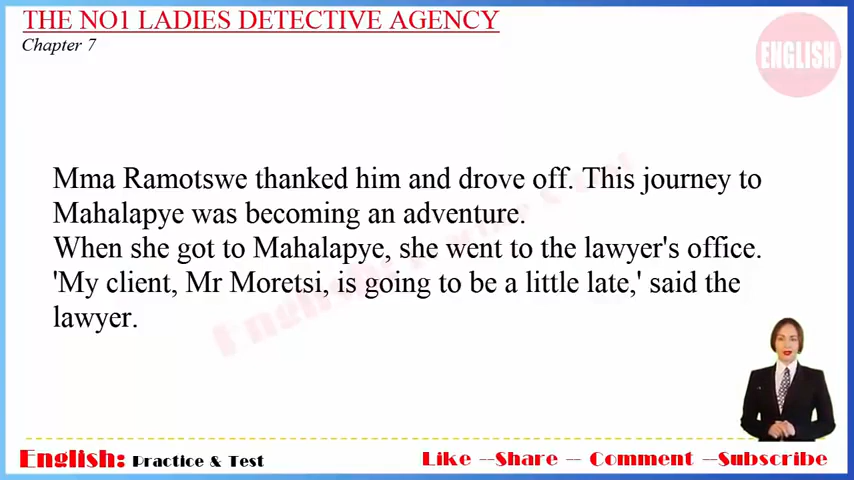 THE NO1 LADIES DETECTIVE AGENCY
Chapter 7
ENGLISH
Mma Ramotswe thanked him and drove off. This journey to
Mahalapye was becoming an adventure.
When she got to Mahalapye, she went to the lawyer's office.
'My client, Mr Moretsi, is going to be a little late,' said the
lawyer.
English: Practice & Test
Like --Share -- Comment --Subscribe